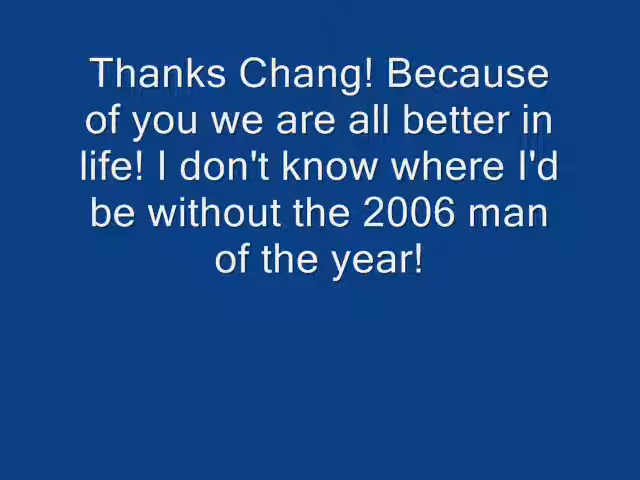 Thanks Chang! Because
of you we are all better in
life! I don't know where I'd
be without the 2006 man
of the year!